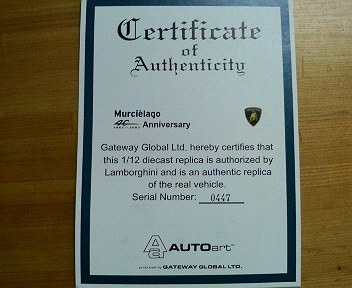 Certificate
of
Authenticity
Murcièlago
40 Anniversary
Gateway Global Ltd. hereby certifies that
this 1/12 diecast replica is authorized by
Lamborghini and is an authentic replica
of the real vehicle.
Serial Number: 0447
AUTOart
GATEWAY GLOBAL LTD.